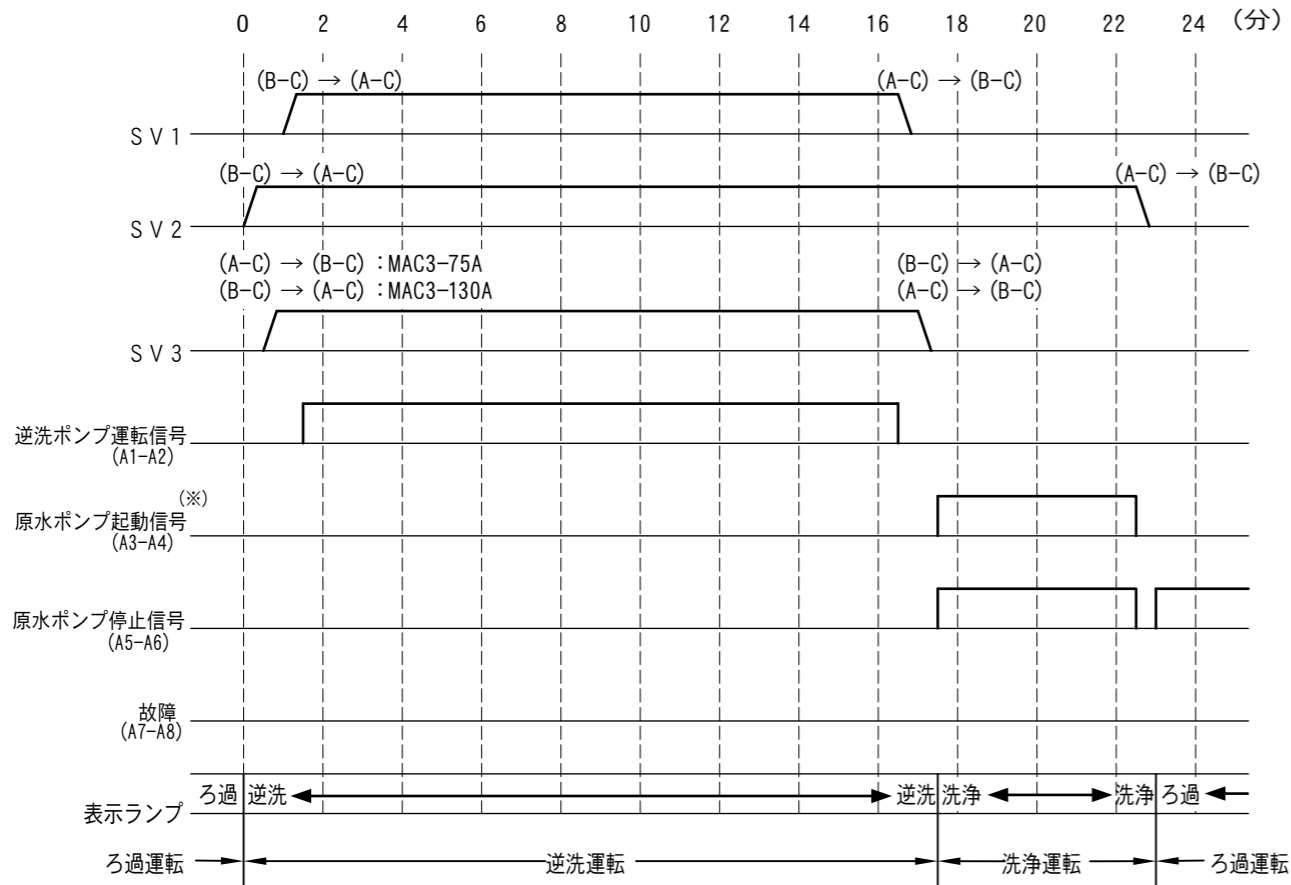 0 2 4 6 8 10 12 14 16 18 20 22 24 (分)
(B-C) → (A-C) (A-C) → (B-C)
SV1
(B-C) → (A-C) (A-C) → (B-C)
SV2
(A-C) → (B-C) :MAC3-75A (B-C) → (A-C)
(B-C) → (A-C) :MAC3-130A (A-C) → (B-C)
SV3
逆洗ポンプ運転信号
(A1-A2)
(※)
原水ポンプ起動信号
(A3-A4)
原水ポンプ停止信号
(A5-A6)
故障
(A7-A8)
ろ過 逆洗 逆洗 洗浄 洗浄 ろ過
表示ランプ
ろ過運転 逆洗運転 洗浄運転 ろ過運転